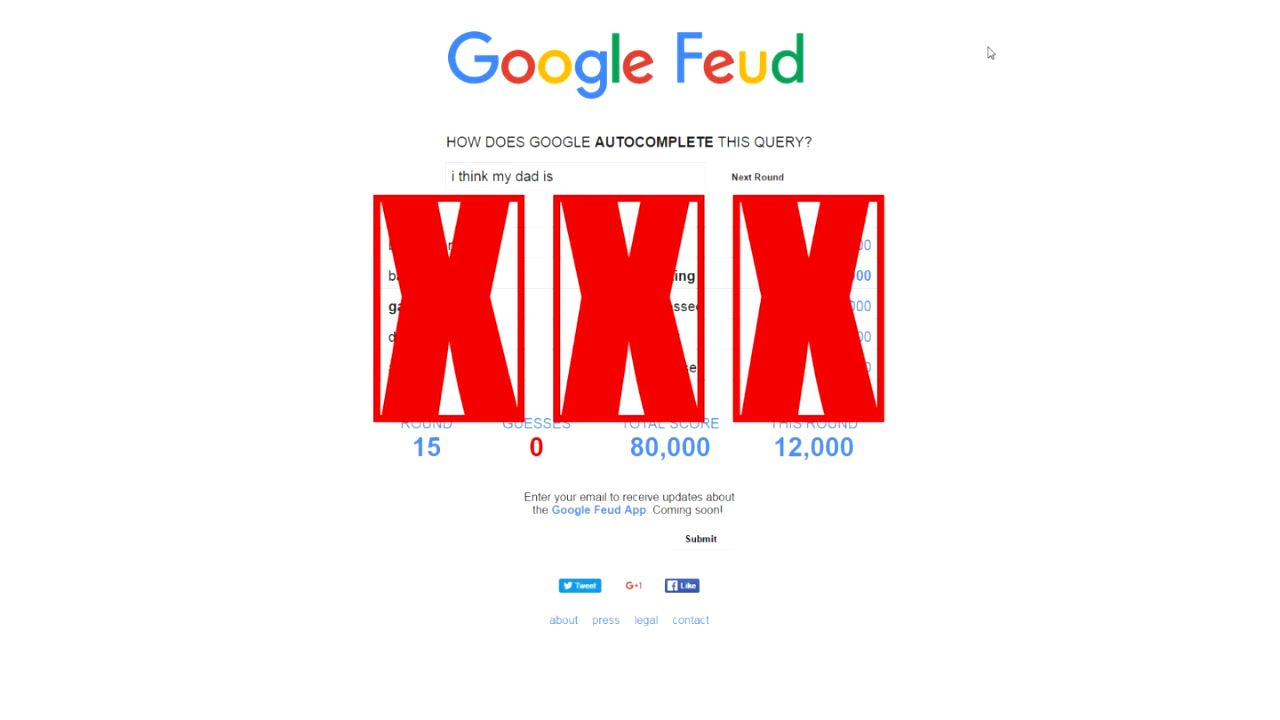 Google Feud
HOW DOES GOOGLE AUTOCOMPLETE THIS QUERY?
i think my dad is
Next Round
X X X
ROUND GUESSES TOTAL SCORE THIS ROUND
15 0 80,000 12,000
Enter your email to receive updates about
the Google Feud App. Coming soon!
Submit
Tweet G+1 Like
about press legal contact